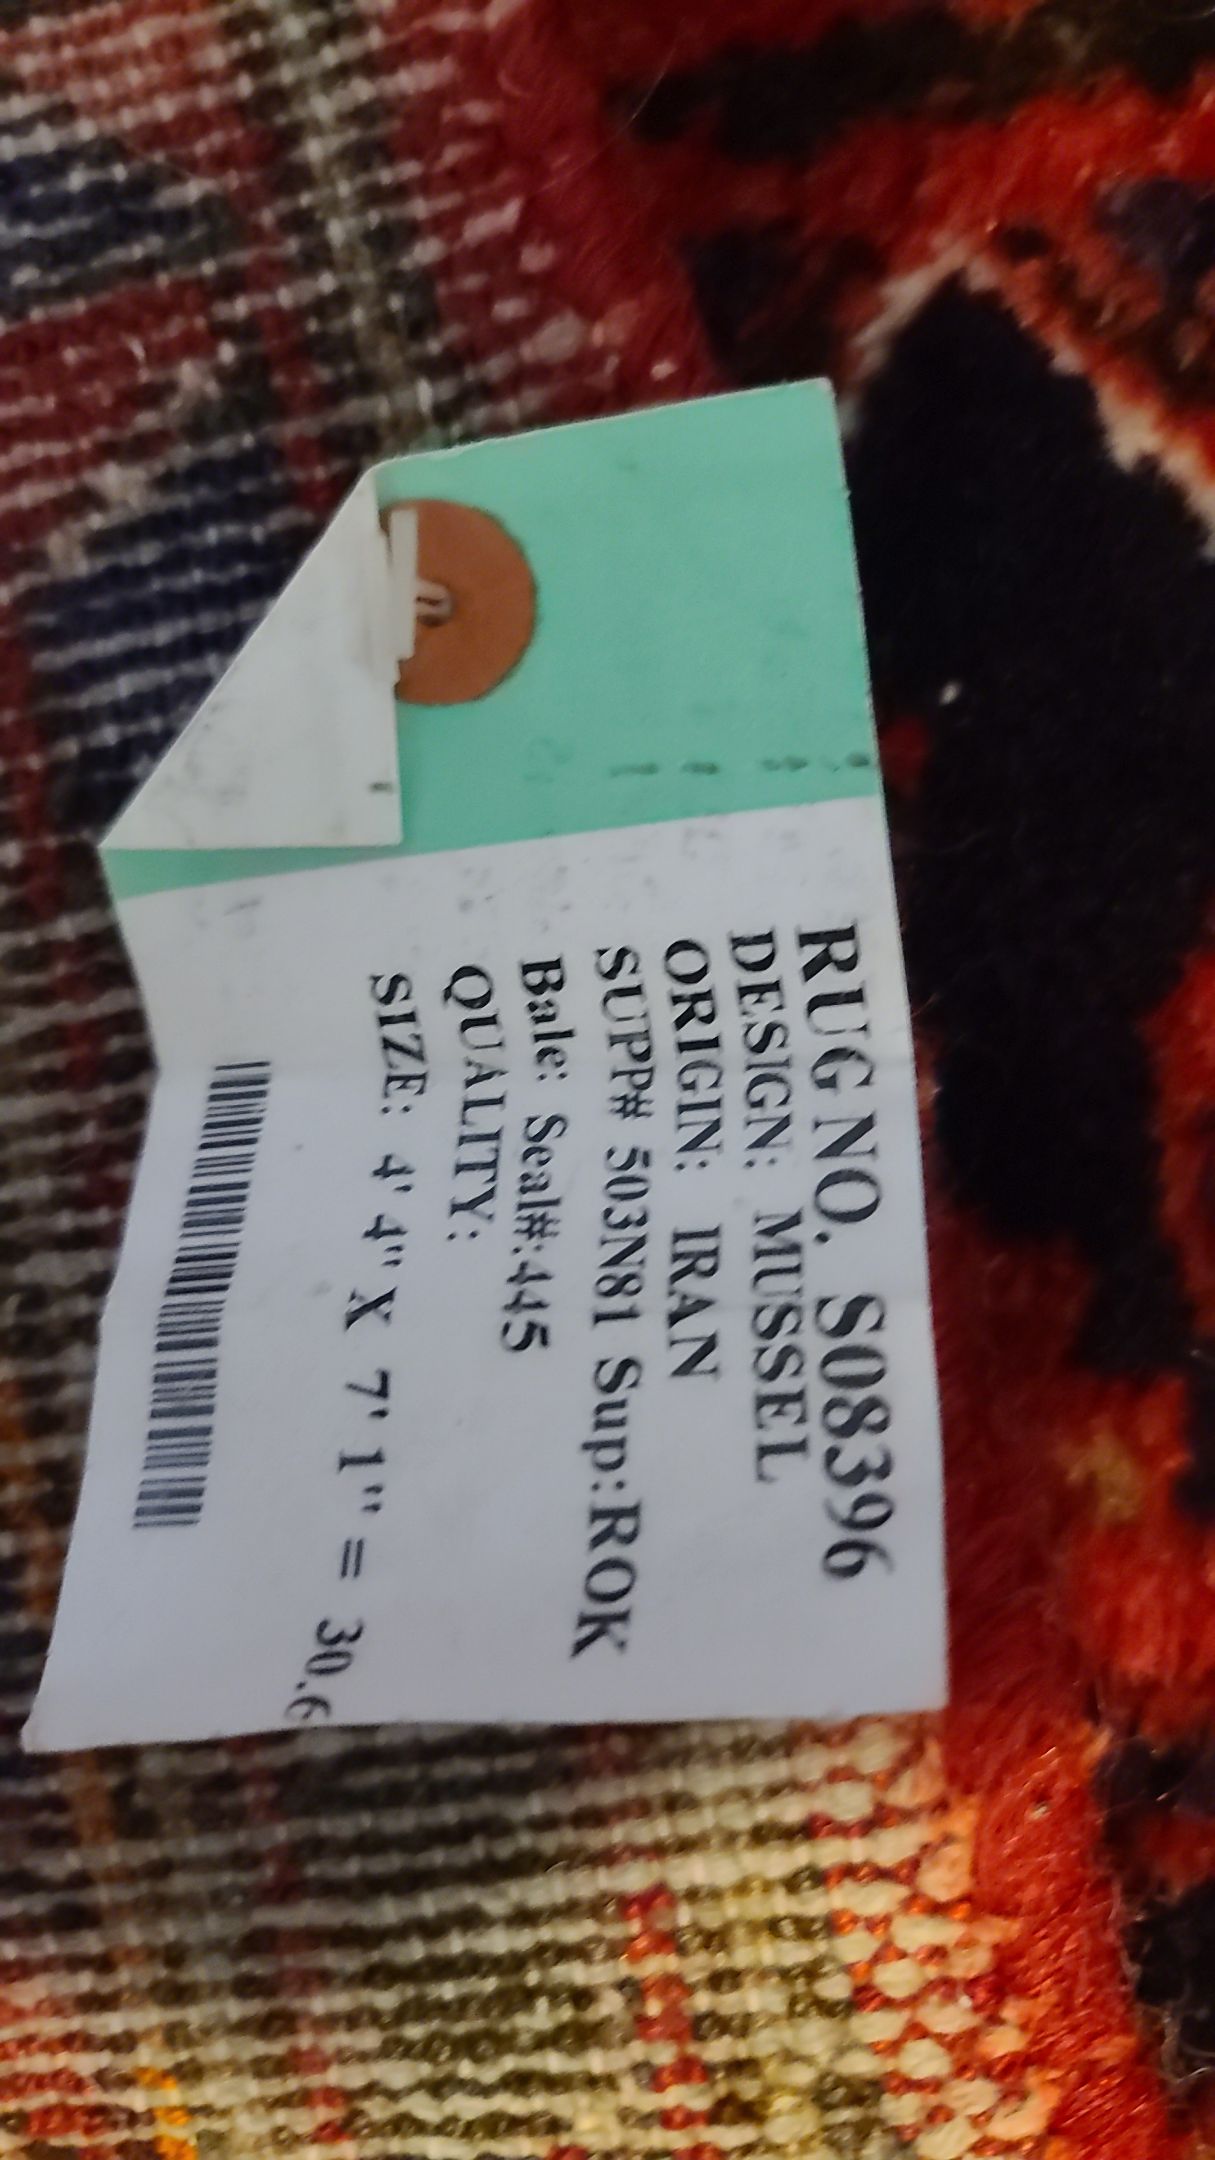 RUG NO. S08396
DESIGN: MUSSEL
ORIGIN: IRAN
SUPP# 503N81 Sup:ROK
Bale: Seal#:445
QUALITY:
SIZE: 4' 4" X 7' 1" = 30.6